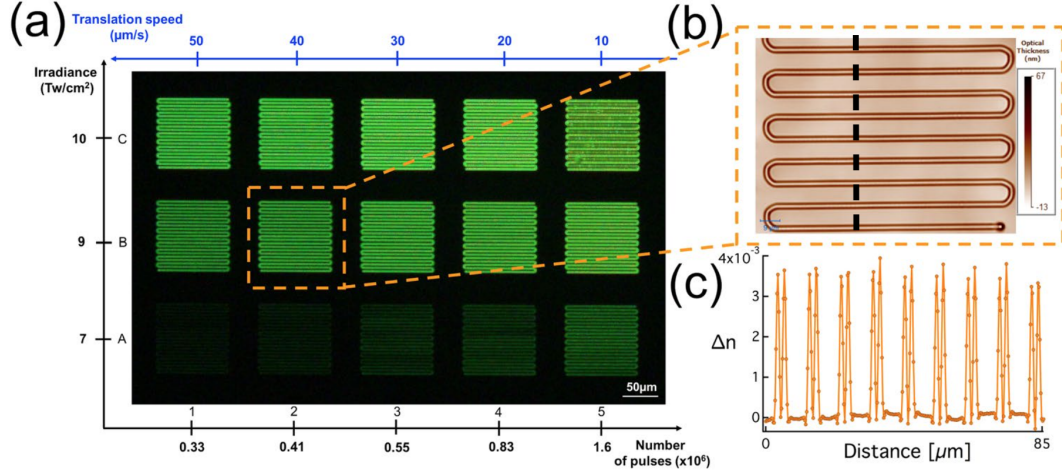 (a)
Translation speed
(µm/s)
50 40 30 20 10
Irradiance
(Tw/cm²)
10 C
9 B
7 A
50µm
1 2 3 4 5
0.33 0.41 0.55 0.83 1.6
Number
of pulses (x10⁶)
(b)
Optical
Thickness
(nm)
67
-13
(c)
4x10⁻³
3
2
1
0
Δn
0 85
Distance [µm]